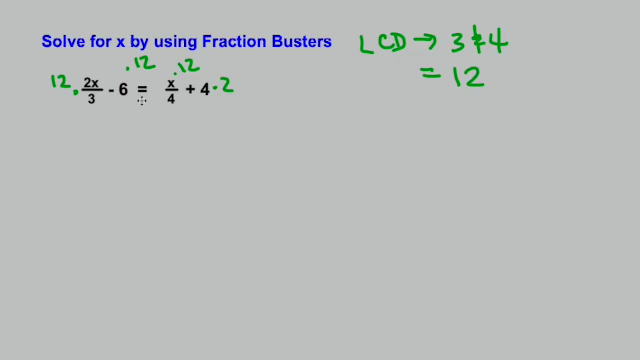 Solve for x by using Fraction Busters
LCD → 3 & 4
= 12
12 · 2x/3 - 6 · 12 = x/4 · 12 + 4 · 2